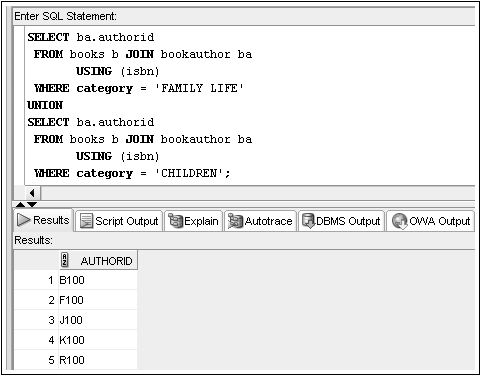 Enter SQL Statement:
SELECT ba.authorid
FROM books b JOIN bookauthor ba
USING (isbn)
WHERE category = 'FAMILY LIFE'
UNION
SELECT ba.authorid
FROM books b JOIN bookauthor ba
USING (isbn)
WHERE category = 'CHILDREN';
Results Script Output Explain Autotrace DBMS Output OWA Output
Results:
AZ AUTHORID
1 B100
2 F100
3 J100
4 K100
5 R100